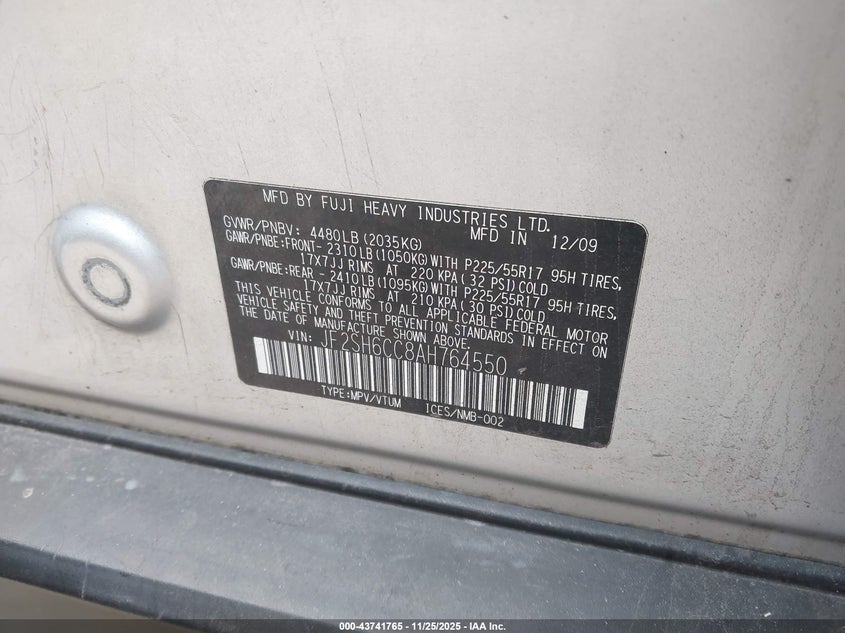 MFD BY FUJI HEAVY INDUSTRIES LTD.
MFD IN 12/09
GVWR/PNBV: 4480LB(2035KG)
GAWR/PNBE:FRONT- 2310LB(1050KG)WITH P225/55R17 95H TIRES,
17X7JJ RIMS AT 220 KPA( 32 PSI)COLD
GAWR/PNBE:REAR - 2410LB(1095KG)WITH P225/55R17 95H TIRES,
17X7JJ RIMS AT 210 KPA( 30 PSI)COLD
THIS VEHICLE CONFORMS TO ALL APPLICABLE FEDERAL MOTOR
VEHICLE SAFETY AND THEFT PREVENTION STANDARDS IN EFFECT ON
THE DATE OF MANUFACTURE SHOWN ABOVE.
VIN: JF2SH6CC8AH764550
TYPE:MPV/VTUM ICES/NMB-002
000-43741765 - 11/25/2025 - IAA Inc.